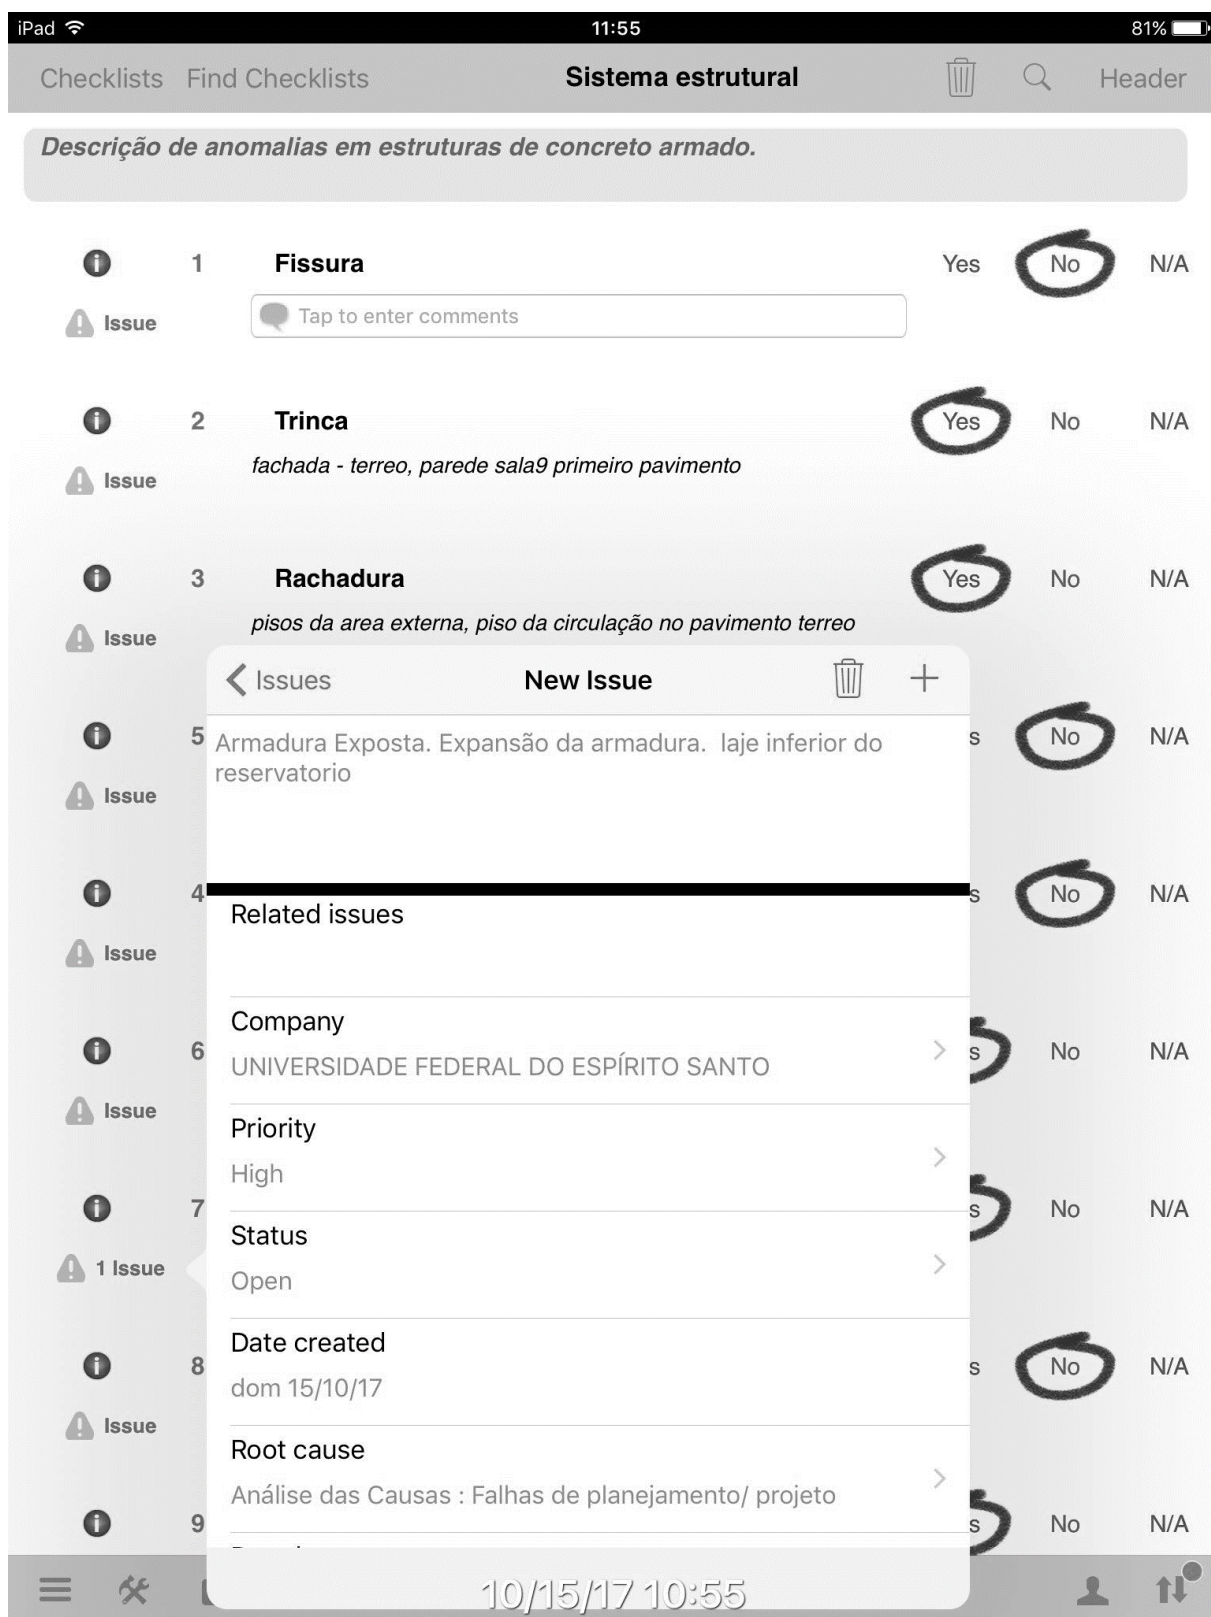 iPad 11:55 81%
Checklists Find Checklists Sistema estrutural Header
Descrição de anomalias em estruturas de concreto armado.
1 Fissura Yes No N/A
Issue Tap to enter comments
2 Trinca Yes No N/A
fachada - terreo, parede sala9 primeiro pavimento
Issue
3 Rachadura Yes No N/A
pisos da area externa, piso da circulação no pavimento terreo
Issue
Issues New Issue
5 s No N/A
Armadura Exposta. Expansão da armadura. laje inferior do
reservatorio
Issue
4 s No N/A
Related issues
Issue
Company
6 s No N/A
UNIVERSIDADE FEDERAL DO ESPÍRITO SANTO
Issue
Priority
High
7 s No N/A
Status
1 Issue
Open
Date created
8 s No N/A
dom 15/10/17
Issue
Root cause
Análise das Causas : Falhas de planejamento/ projeto
9 s No N/A
10/15/17 10:55